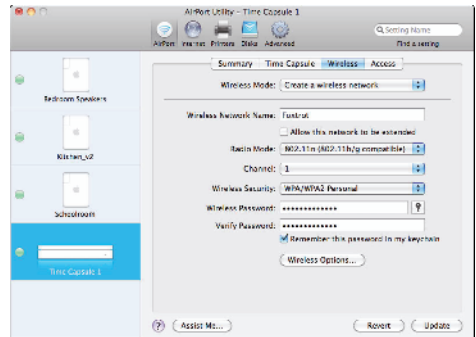 AirPort Utility – Time Capsule 1
AirPort Internet Printers Disks Advanced
Setting Name
Find a setting
Summary Time Capsule Wireless Access
Wireless Mode: Create a wireless network
Wireless Network Name: Foxtrot
Allow this network to be extended
Radio Mode: 802.11n (802.11b/g compatible)
Channel: 1
Wireless Security: WPA/WPA2 Personal
Wireless Password: •••••••••••••
Verify Password: •••••••••••••
Remember this password in my keychain
Wireless Options...
Bedroom Speakers
Kitchen_v2
Schoolroom
Time Capsule 1
? Assist Me... Revert Update